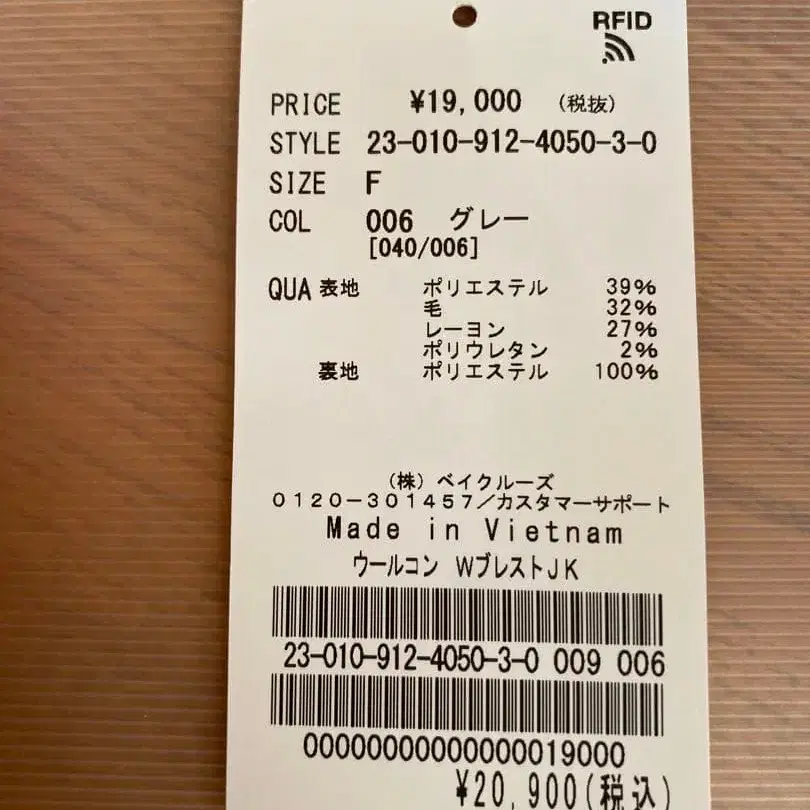 RFID
PRICE ¥19,000 (税抜)
STYLE 23-010-912-4050-3-0
SIZE F
COL 006 グレー
[040/006]
QUA 表地 ポリエステル 39%
毛 32%
レーヨン 27%
ポリウレタン 2%
裏地 ポリエステル 100%
(株) ベイクルーズ
0120-301457/カスタマーサポート
Made in Vietnam
ウールコン WブレストJK
23-010-912-4050-3-0 009 006
00000000000000019000
¥20,900(税込)